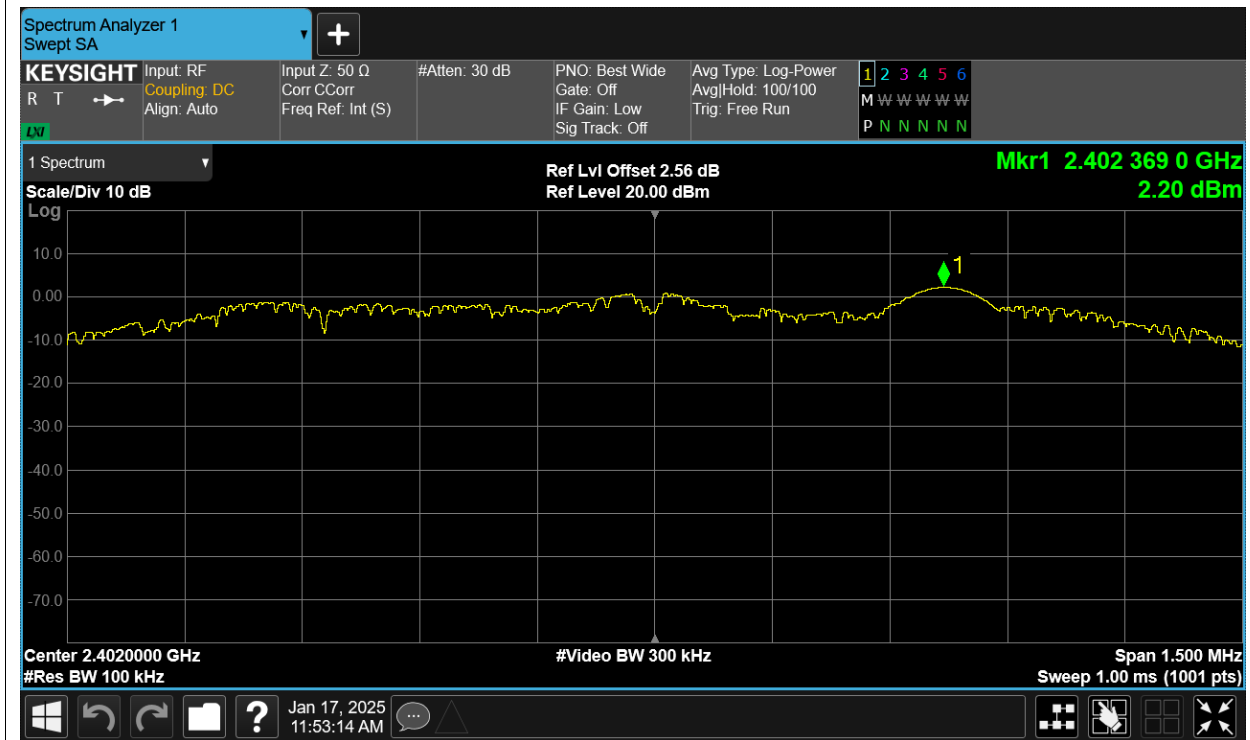 Spectrum Analyzer 1
Swept SA
KEYSIGHT
R T
LXI
Input: RF
Coupling: DC
Align: Auto
Input Z: 50 Ω
Corr CCorr
Freq Ref: Int (S)
#Atten: 30 dB
PNO: Best Wide
Gate: Off
IF Gain: Low
Sig Track: Off
Avg Type: Log-Power
Avg|Hold: 100/100
Trig: Free Run
1 2 3 4 5 6
M W W W W W
P N N N N N
1 Spectrum
Scale/Div 10 dB
Log
Ref Lvl Offset 2.56 dB
Ref Level 20.00 dBm
Mkr1 2.402 369 0 GHz
2.20 dBm
1
10.0
0.00
-10.0
-20.0
-30.0
-40.0
-50.0
-60.0
-70.0
Center 2.4020000 GHz
#Res BW 100 kHz
#Video BW 300 kHz
Span 1.500 MHz
Sweep 1.00 ms (1001 pts)
?
Jan 17, 2025
11:53:14 AM